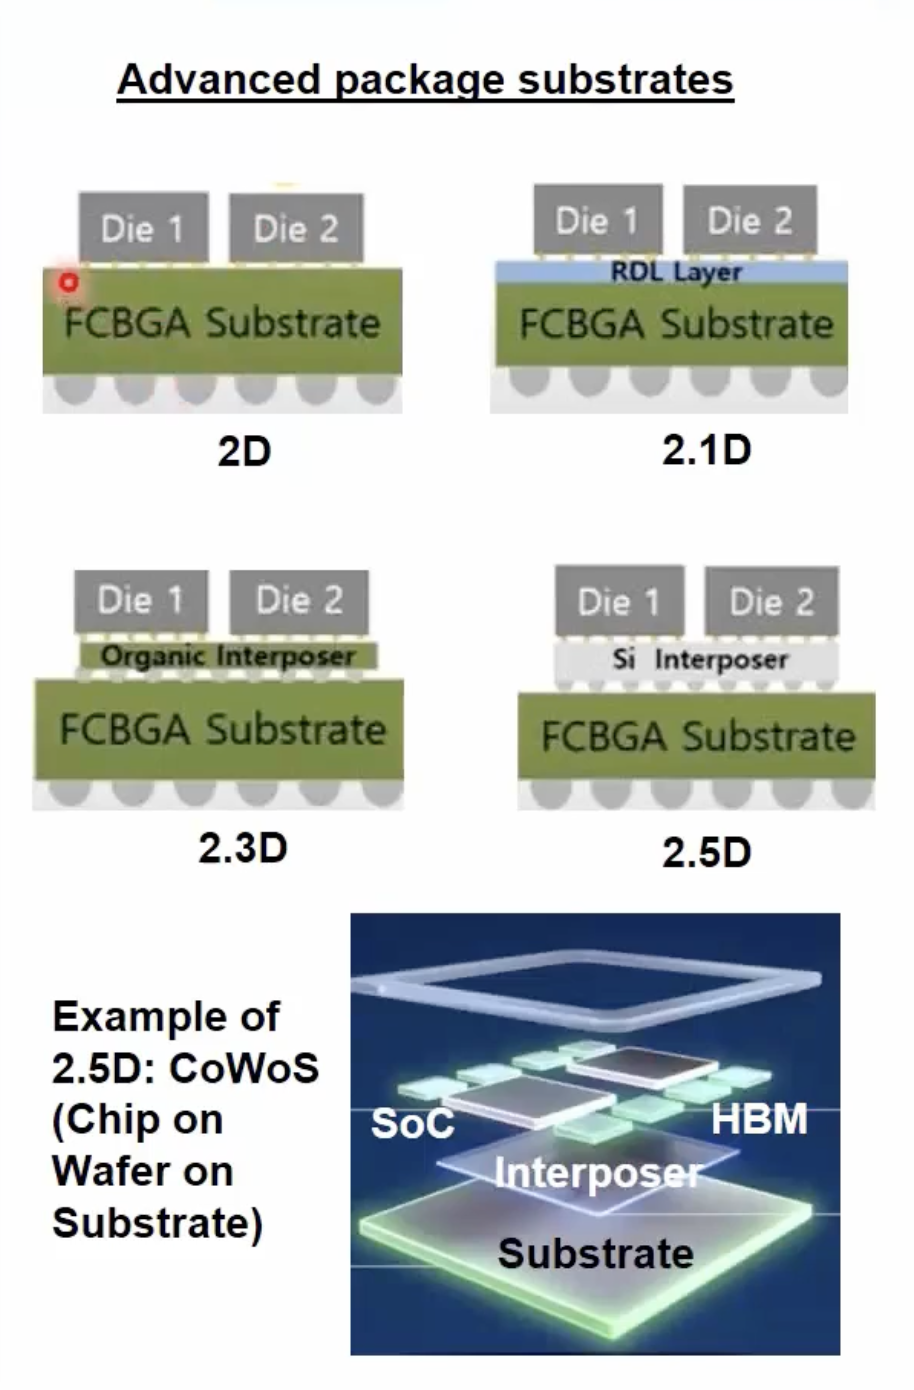 Advanced package substrates
Die 1 Die 2
FCBGA Substrate
2D
Die 1 Die 2
RDL Layer
FCBGA Substrate
2.1D
Die 1 Die 2
Organic Interposer
FCBGA Substrate
2.3D
Die 1 Die 2
Si Interposer
FCBGA Substrate
2.5D
Example of
2.5D: CoWoS
(Chip on
Wafer on
Substrate)
SoC
HBM
Interposer
Substrate